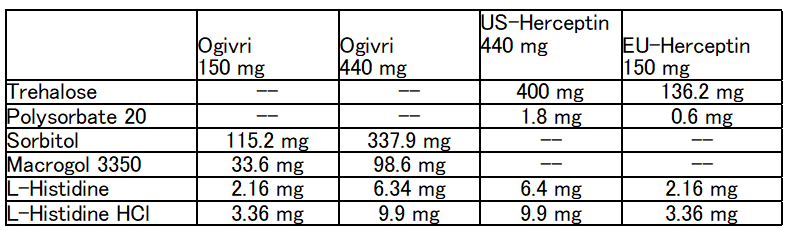 Ogivri 150 mg Ogivri 440 mg US-Herceptin 440 mg EU-Herceptin 150 mg
Trehalose -- -- 400 mg 136.2 mg
Polysorbate 20 -- -- 1.8 mg 0.6 mg
Sorbitol 115.2 mg 337.9 mg -- --
Macrogol 3350 33.6 mg 98.6 mg -- --
L-Histidine 2.16 mg 6.34 mg 6.4 mg 2.16 mg
L-Histidine HCl 3.36 mg 9.9 mg 9.9 mg 3.36 mg